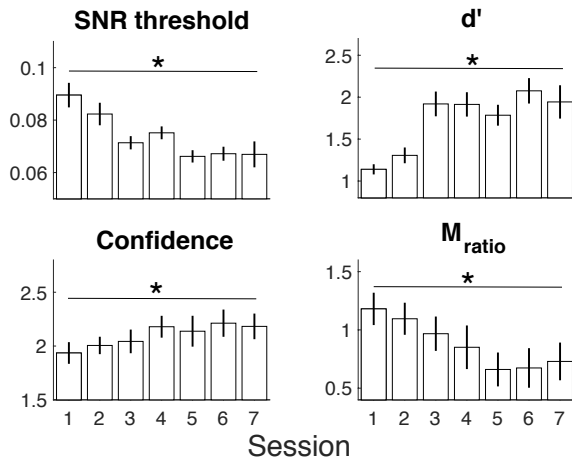 SNR threshold
*
0.1
0.08
0.06
d'
*
2.5
2
1.5
1
Confidence
*
2.5
2
1.5
1 2 3 4 5 6 7
M_ratio
*
1.5
1
0.5
1 2 3 4 5 6 7
Session